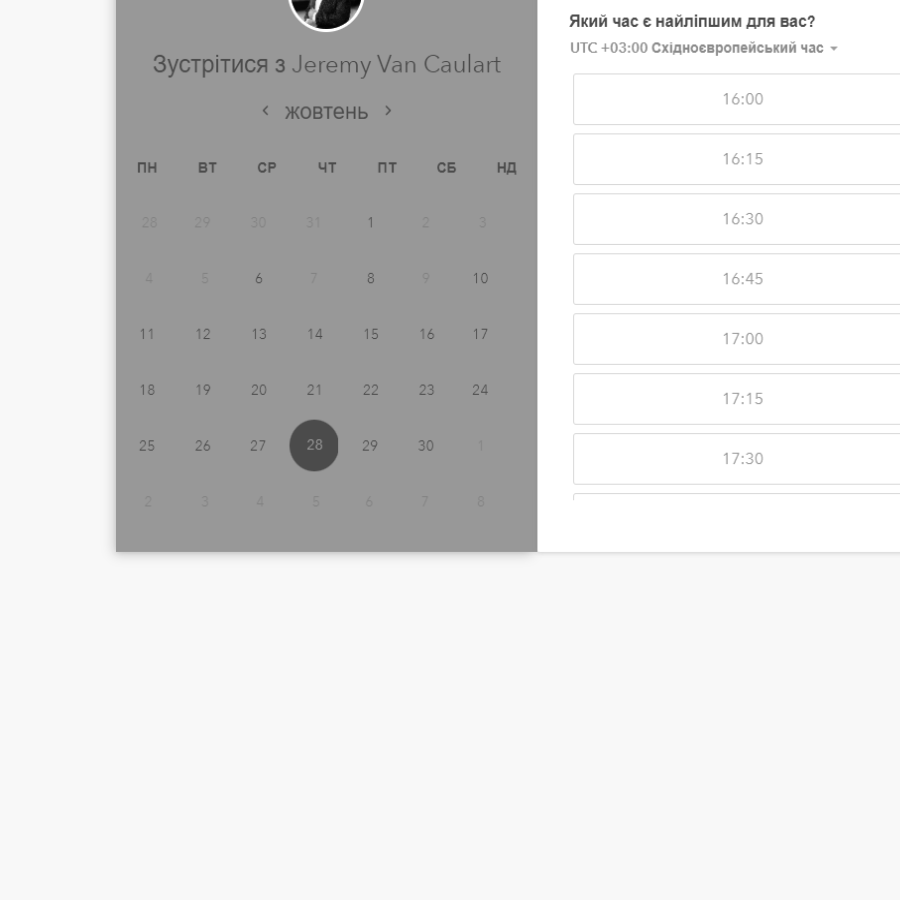 Зустрітися з Jeremy Van Caulart
жовтень
ПН ВТ СР ЧТ ПТ СБ НД
28 29 30 31 1 2 3
4 5 6 7 8 9 10
11 12 13 14 15 16 17
18 19 20 21 22 23 24
25 26 27 28 29 30 1
2 3 4 5 6 7 8
Який час є найліпшим для вас?
UTC +03:00 Східноєвропейський час
16:00
16:15
16:30
16:45
17:00
17:15
17:30